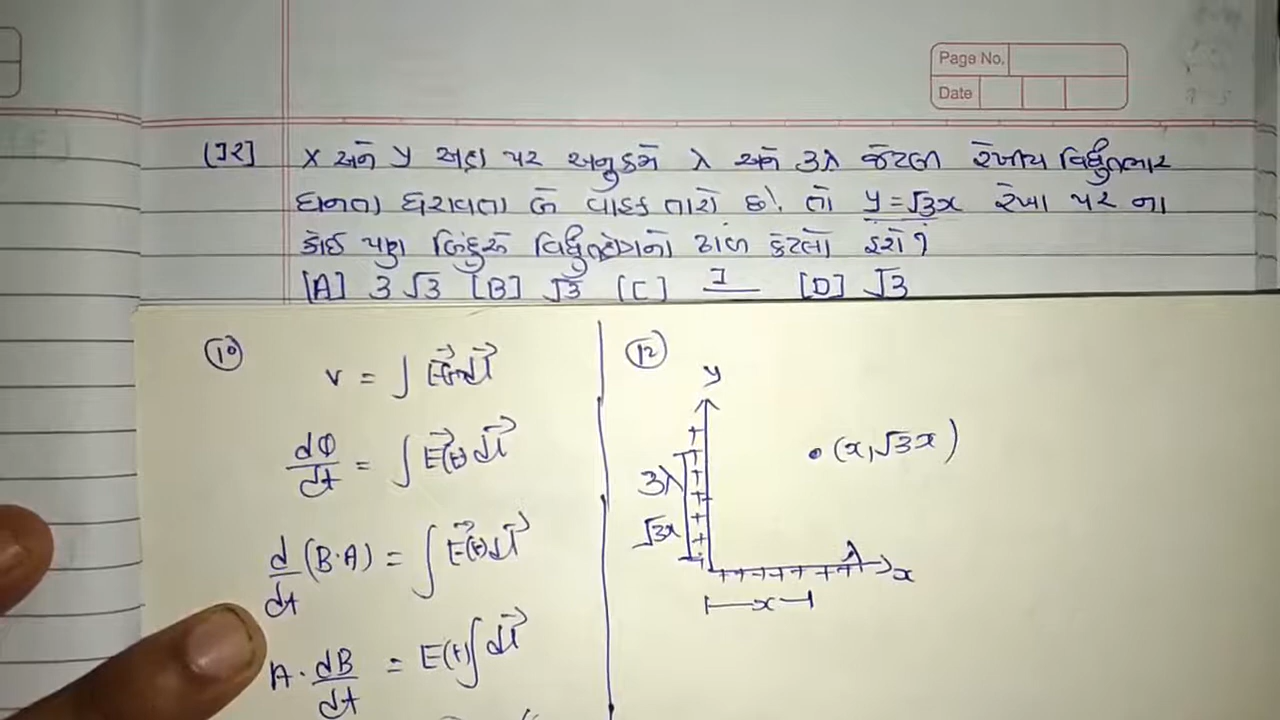 Page No.
Date
[૧૨] x અને y અક્ષ પર અનુક્રમે λ અને 3λ જેટલી રેખીય વિદ્યુતભાર
ઘનતા ધરાવતા બે વાહક તારો છે. તો y = √3x રેખા પર ના
કોઈ પણ બિંદુએ વિદ્યુતક્ષેત્રનો ઢાળ કેટલો હશે?
[A] 3√3 [B] √3 [C] 1 [D] √3
10
V = ∫
dΦ/dt = ∫ E(t) dl
d/dt (B·A) = ∫ E(t) dl
A · dB/dt = E(t) ∫ dl
12
y
(x, √3x)
3λ
√3x
λ
x
x